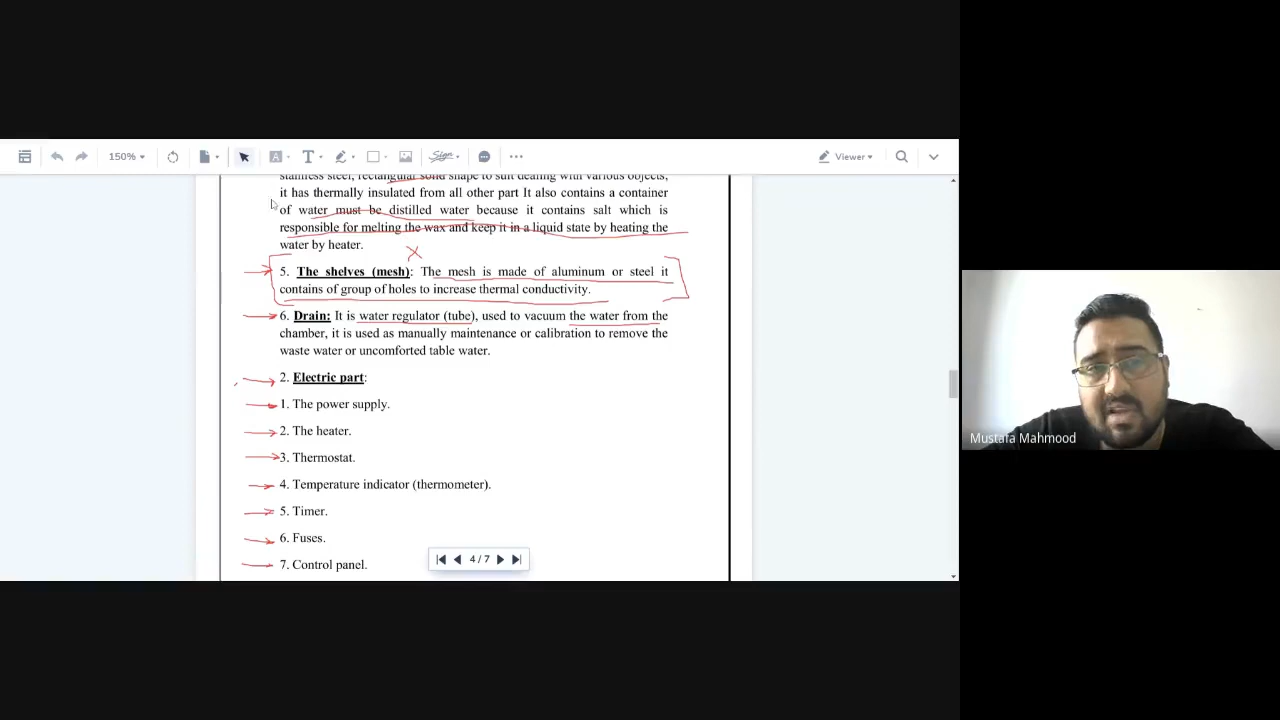 150%
T
Sign
Viewer
stainless steel, rectangular solid shape to suit dealing with various objects,
it has thermally insulated from all other part It also contains a container
of water must be distilled water because it contains salt which is
responsible for melting the wax and keep it in a liquid state by heating the
water by heater.
5. The shelves (mesh): The mesh is made of aluminum or steel it
contains of group of holes to increase thermal conductivity.
6. Drain: It is water regulator (tube), used to vacuum the water from the
chamber, it is used as manually maintenance or calibration to remove the
waste water or uncomforted table water.
2. Electric part:
1. The power supply.
2. The heater.
3. Thermostat.
4. Temperature indicator (thermometer).
5. Timer.
6. Fuses.
7. Control panel.
4 / 7
Mustafa Mahmood